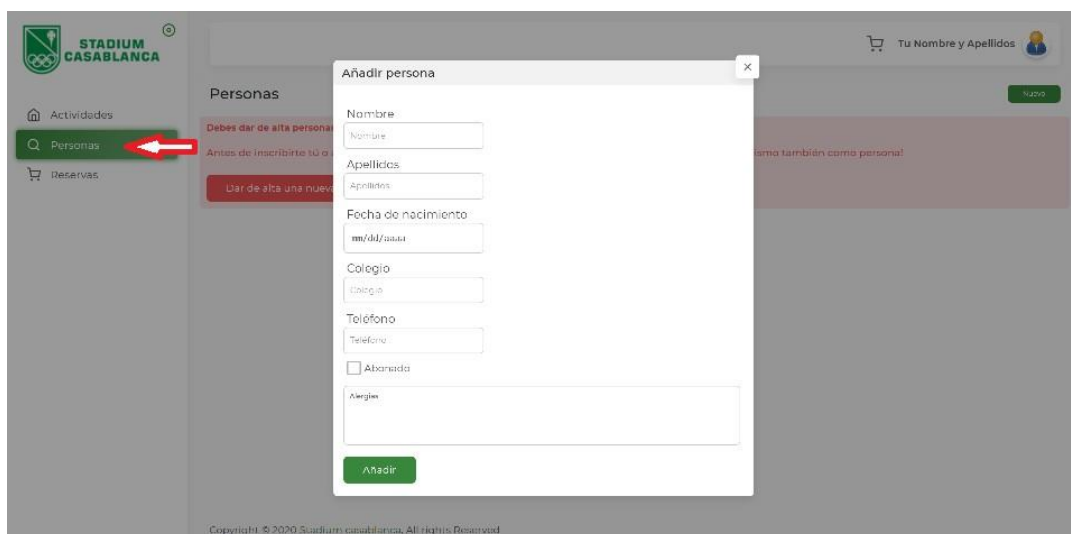 STADIUM
CASABLANCA
Tu Nombre y Apellidos
Actividades
Personas
Reservas
Personas
Nuevo
Debes dar de alta persona
Antes de inscribirte tú o
ismo también como persona!
Dar de alta una nueva
Añadir persona
Nombre
Nombre
Apellidos
Apellidos
Fecha de nacimiento
mm/dd/aaaa
Colegio
Colegio
Teléfono
Teléfono
Abonado
Alergias
Añadir
Copyright © 2020 Stadium casablanca, All rights Reserved